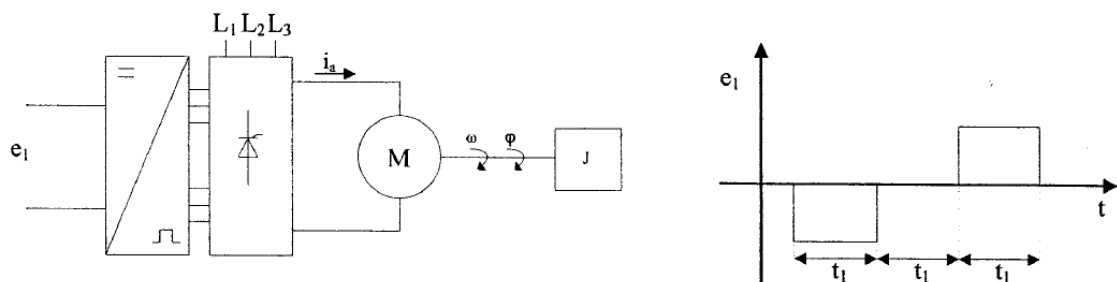 L₁ L₂ L₃
iₐ
e₁
M
ω φ
J
e₁
t
t₁ t₁ t₁